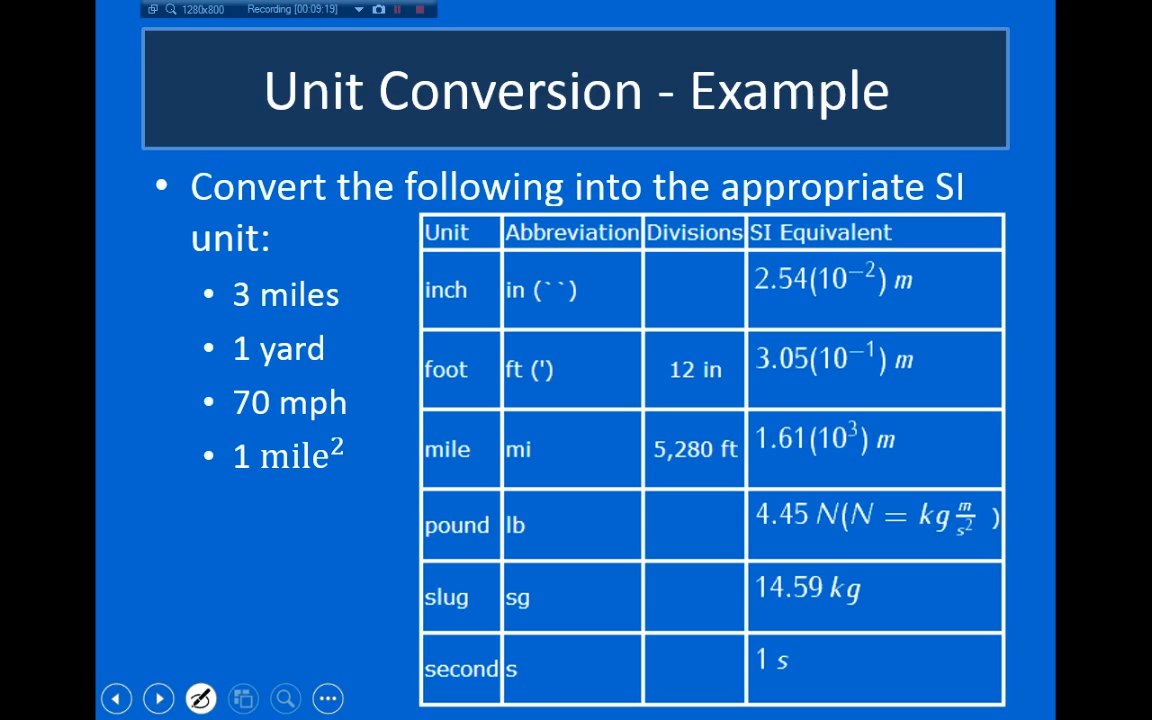 1280x800 Recording [00:09:19]
Unit Conversion - Example
• Convert the following into the appropriate SI
unit:
• 3 miles
• 1 yard
• 70 mph
• 1 mile²
Unit Abbreviation Divisions SI Equivalent
inch in (``) 2.54(10⁻²) m
foot ft (') 12 in 3.05(10⁻¹) m
mile mi 5,280 ft 1.61(10³) m
pound lb 4.45 N(N = kg m/s² )
slug sg 14.59 kg
second s 1 s